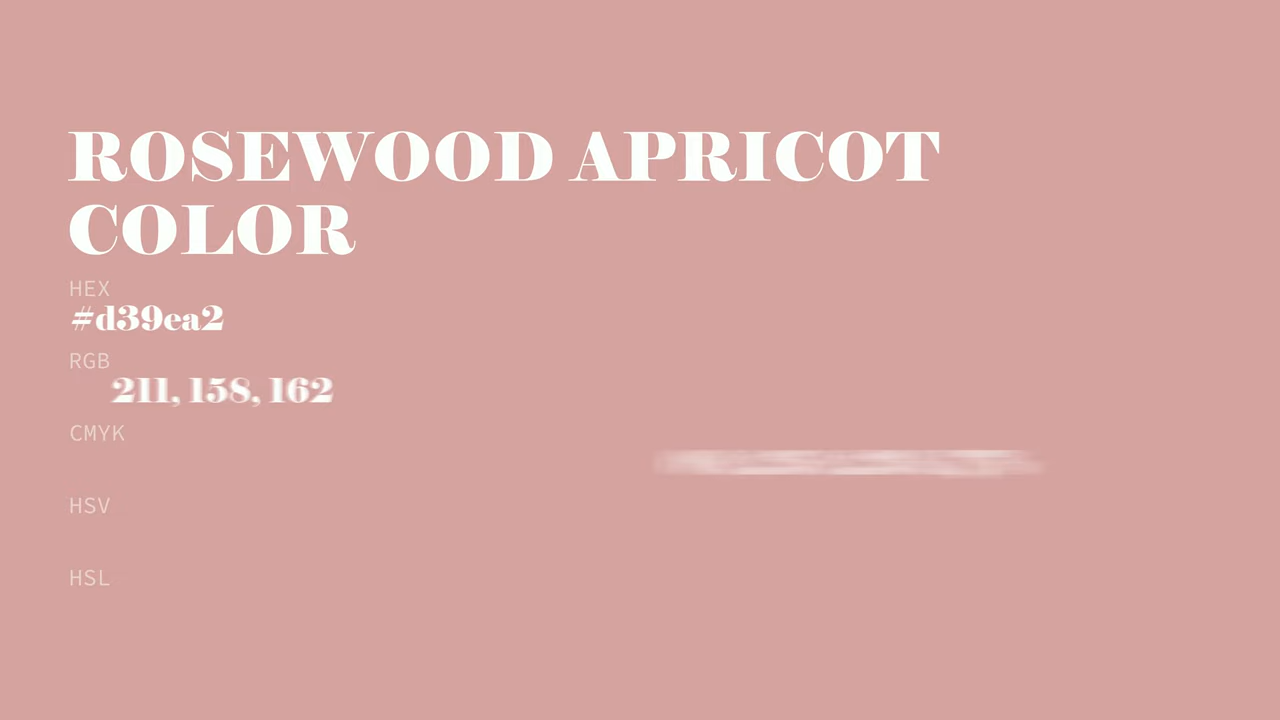 ROSEWOOD APRICOT
COLOR
HEX
#d39ea2
RGB
211, 158, 162
CMYK
HSV
HSL